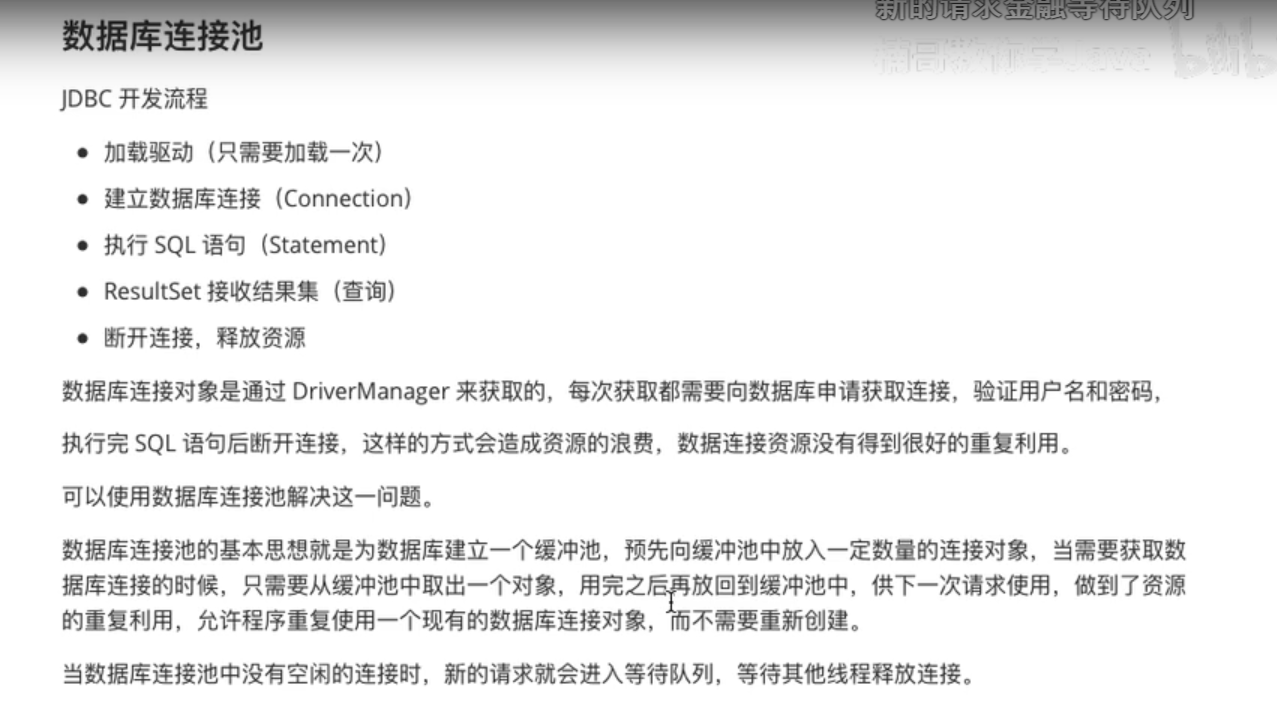 新的请求金融等待队列
数据库连接池
楠哥教你学Java
JDBC 开发流程
● 加载驱动（只需要加载一次）
● 建立数据库连接（Connection）
● 执行 SQL 语句（Statement）
● ResultSet 接收结果集（查询）
● 断开连接，释放资源
数据库连接对象是通过 DriverManager 来获取的，每次获取都需要向数据库申请获取连接，验证用户名和密码，
执行完 SQL 语句后断开连接，这样的方式会造成资源的浪费，数据连接资源没有得到很好的重复利用。
可以使用数据库连接池解决这一问题。
数据库连接池的基本思想就是为数据库建立一个缓冲池，预先向缓冲池中放入一定数量的连接对象，当需要获取数
据库连接的时候，只需要从缓冲池中取出一个对象，用完之后再放回到缓冲池中，供下一次请求使用，做到了资源
的重复利用，允许程序重复使用一个现有的数据库连接对象，而不需要重新创建。
当数据库连接池中没有空闲的连接时，新的请求就会进入等待队列，等待其他线程释放连接。